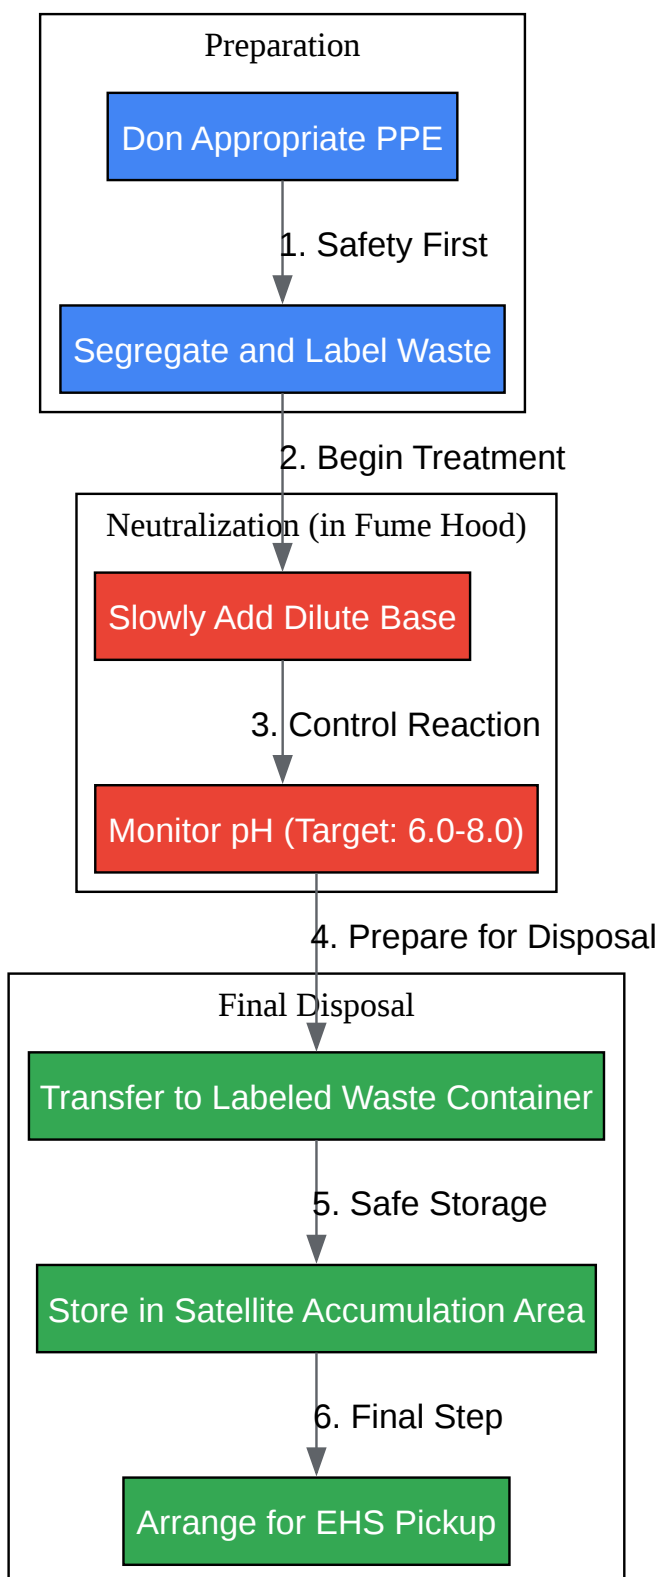 Preparation
Don Appropriate PPE
1. Safety First
Segregate and Label Waste
2. Begin Treatment
Neutralization (in Fume Hood)
Slowly Add Dilute Base
3. Control Reaction
Monitor pH (Target: 6.0-8.0)
4. Prepare for Disposal
Final Disposal
Transfer to Labeled Waste Container
5. Safe Storage
Store in Satellite Accumulation Area
6. Final Step
Arrange for EHS Pickup